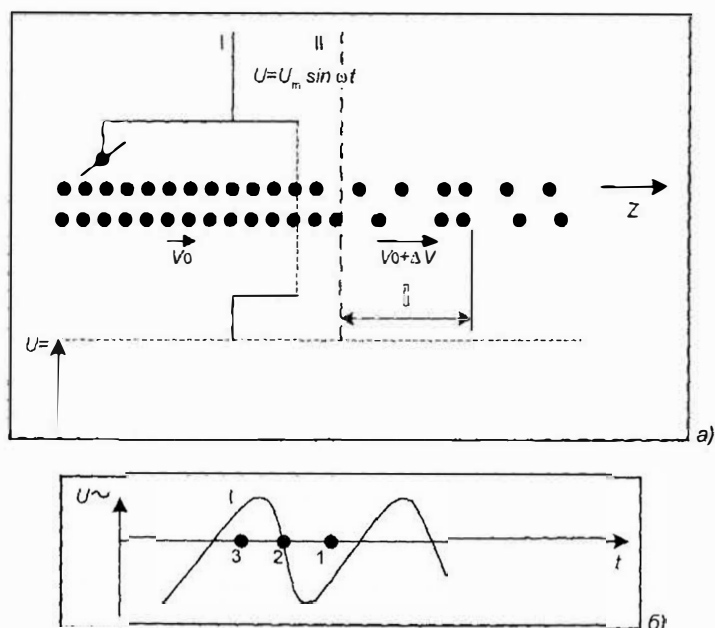 I II
U=Uₘ sin ωt
Z
V₀ V₀+ΔV
U=
а)
U~ I
3 2 1 t
б)